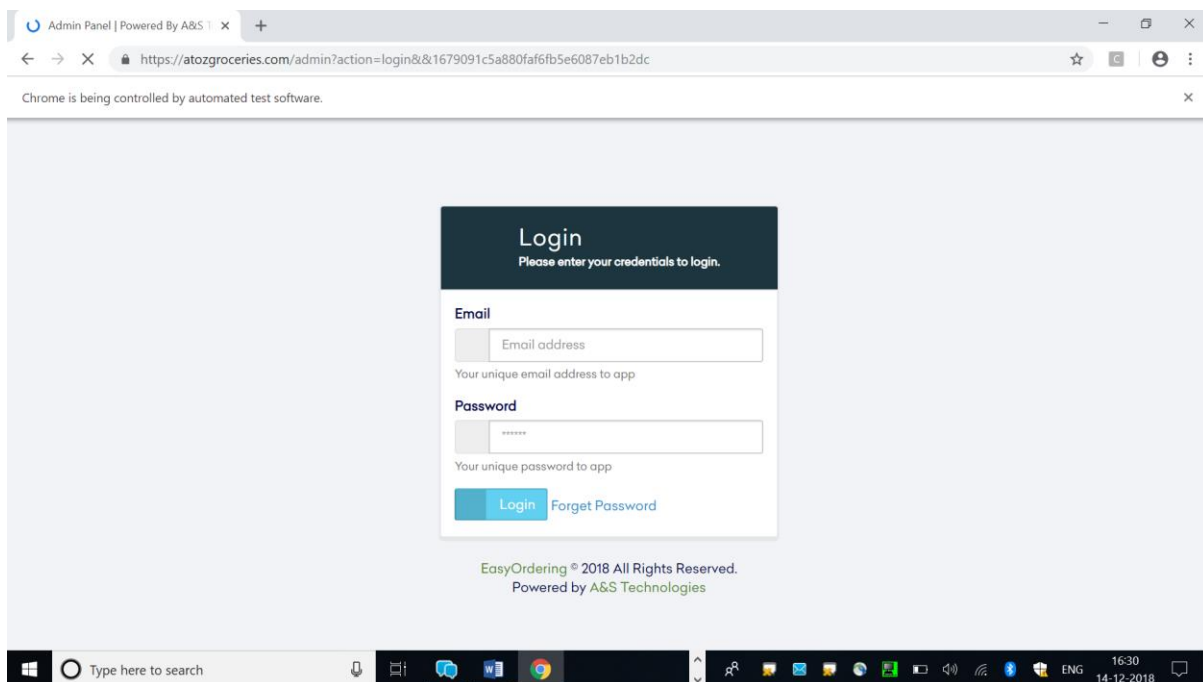 Admin Panel | Powered By A&S T
https://atozgroceries.com/admin?action=login&&1679091c5a880faf6fb5e6087eb1b2dc
Chrome is being controlled by automated test software.
Login
Please enter your credentials to login.
Email
Email address
Your unique email address to app
Password
******
Your unique password to app
Login Forget Password
EasyOrdering © 2018 All Rights Reserved.
Powered by A&S Technologies
Type here to search
ENG
16:30
14-12-2018